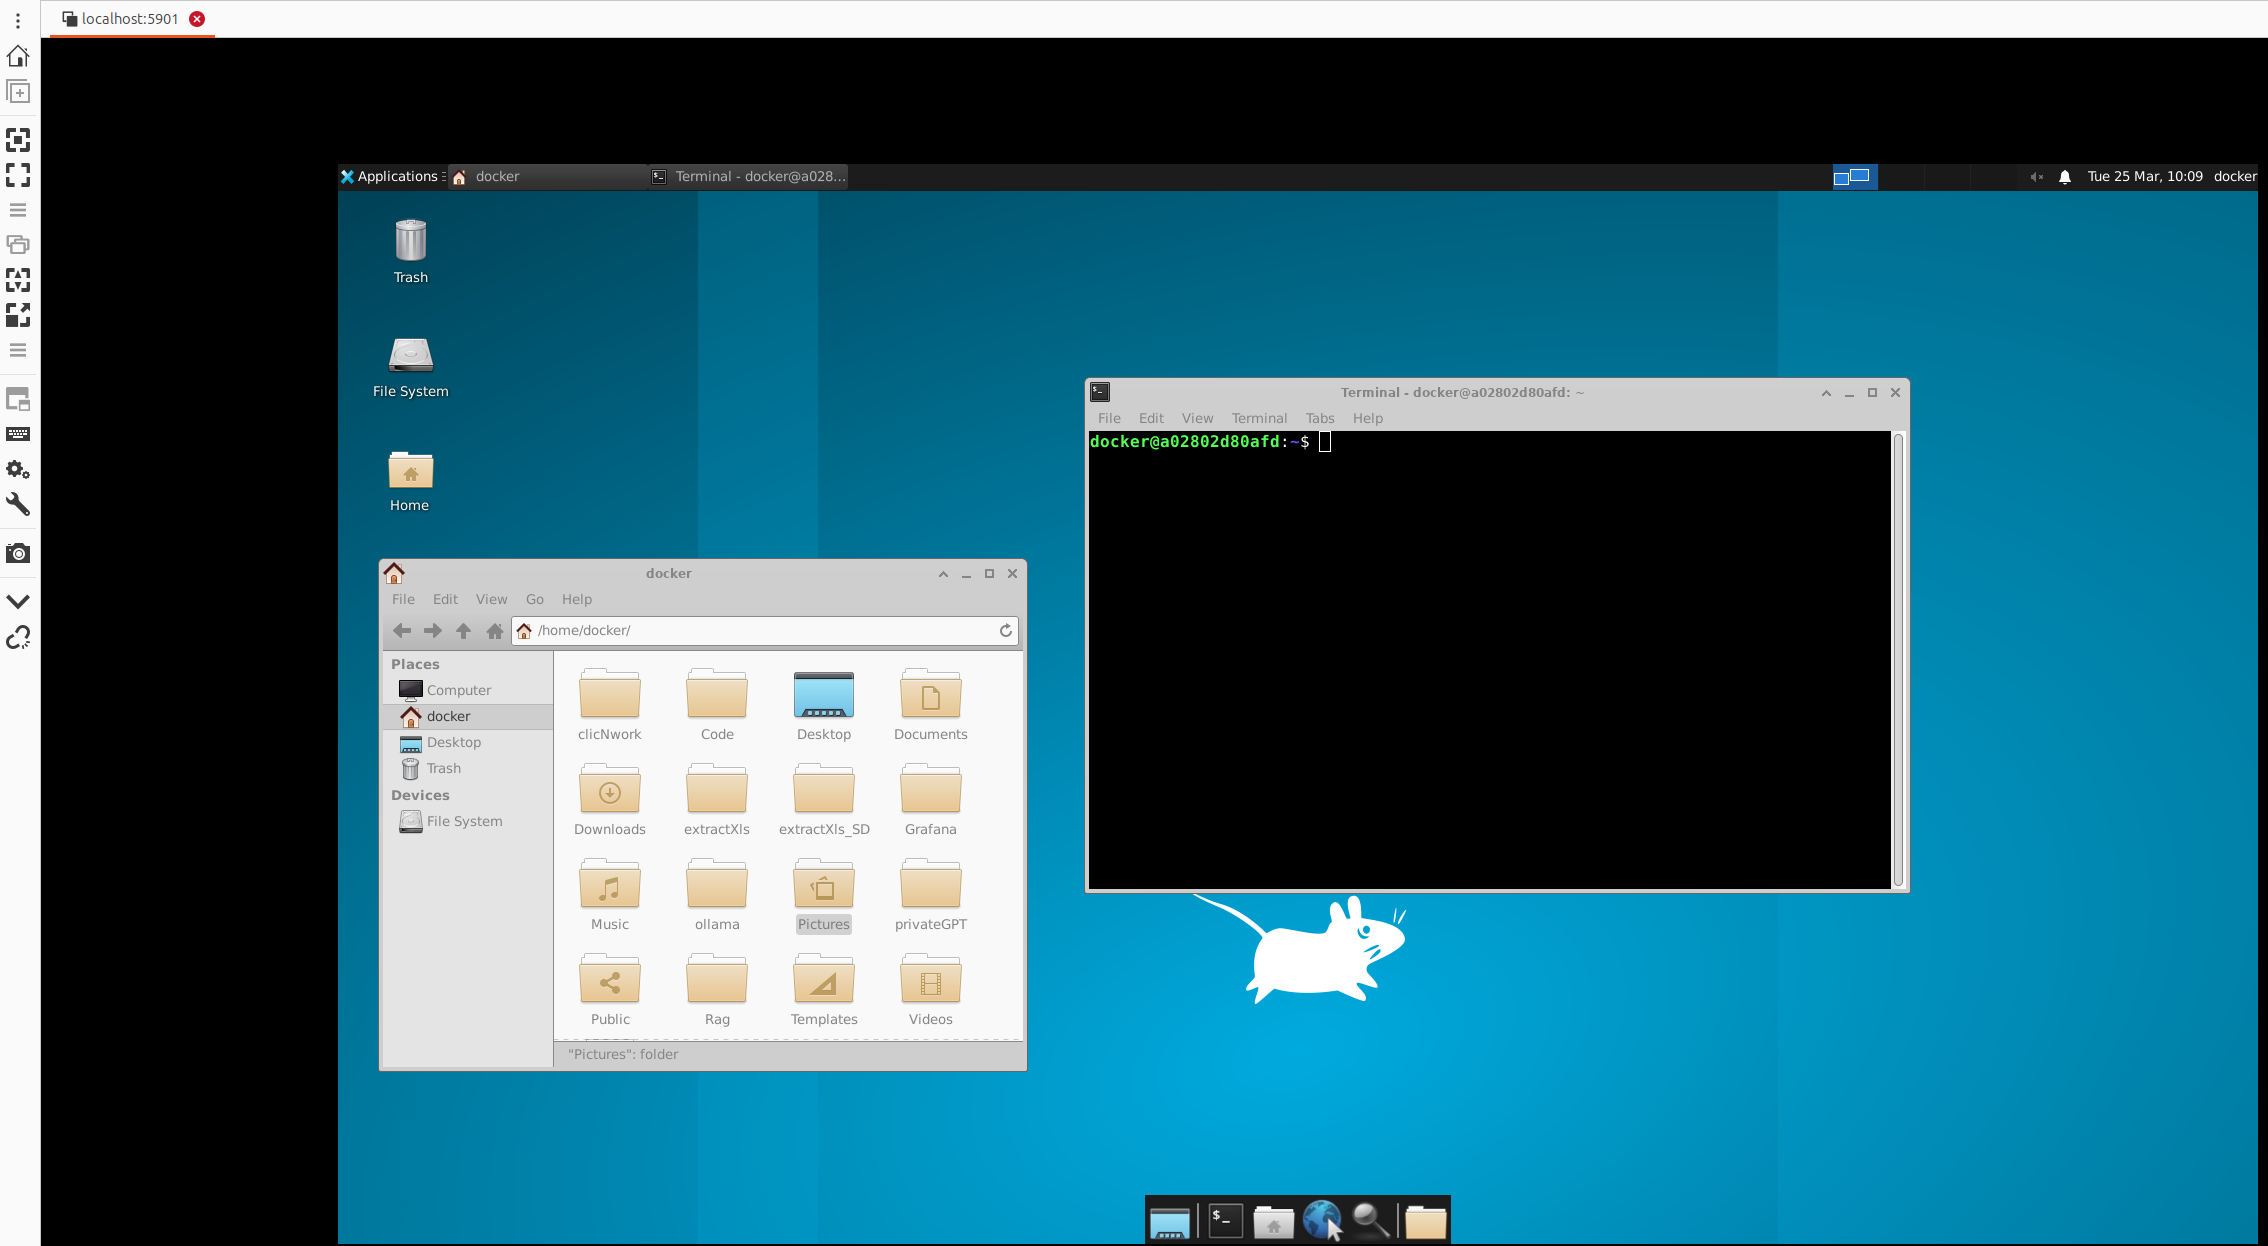 localhost:5901
Applications
docker
Terminal - docker@a028...
Tue 25 Mar, 10:09
docker
Trash
File System
Home
Terminal - docker@a02802d80afd: ~
File Edit View Terminal Tabs Help
docker@a02802d80afd:~$
docker
File Edit View Go Help
/home/docker/
Places
Computer
docker
Desktop
Trash
Devices
File System
clicNwork Code Desktop Documents
Downloads extractXls extractXls_SD Grafana
Music ollama Pictures privateGPT
Public Rag Templates Videos
"Pictures": folder
$_